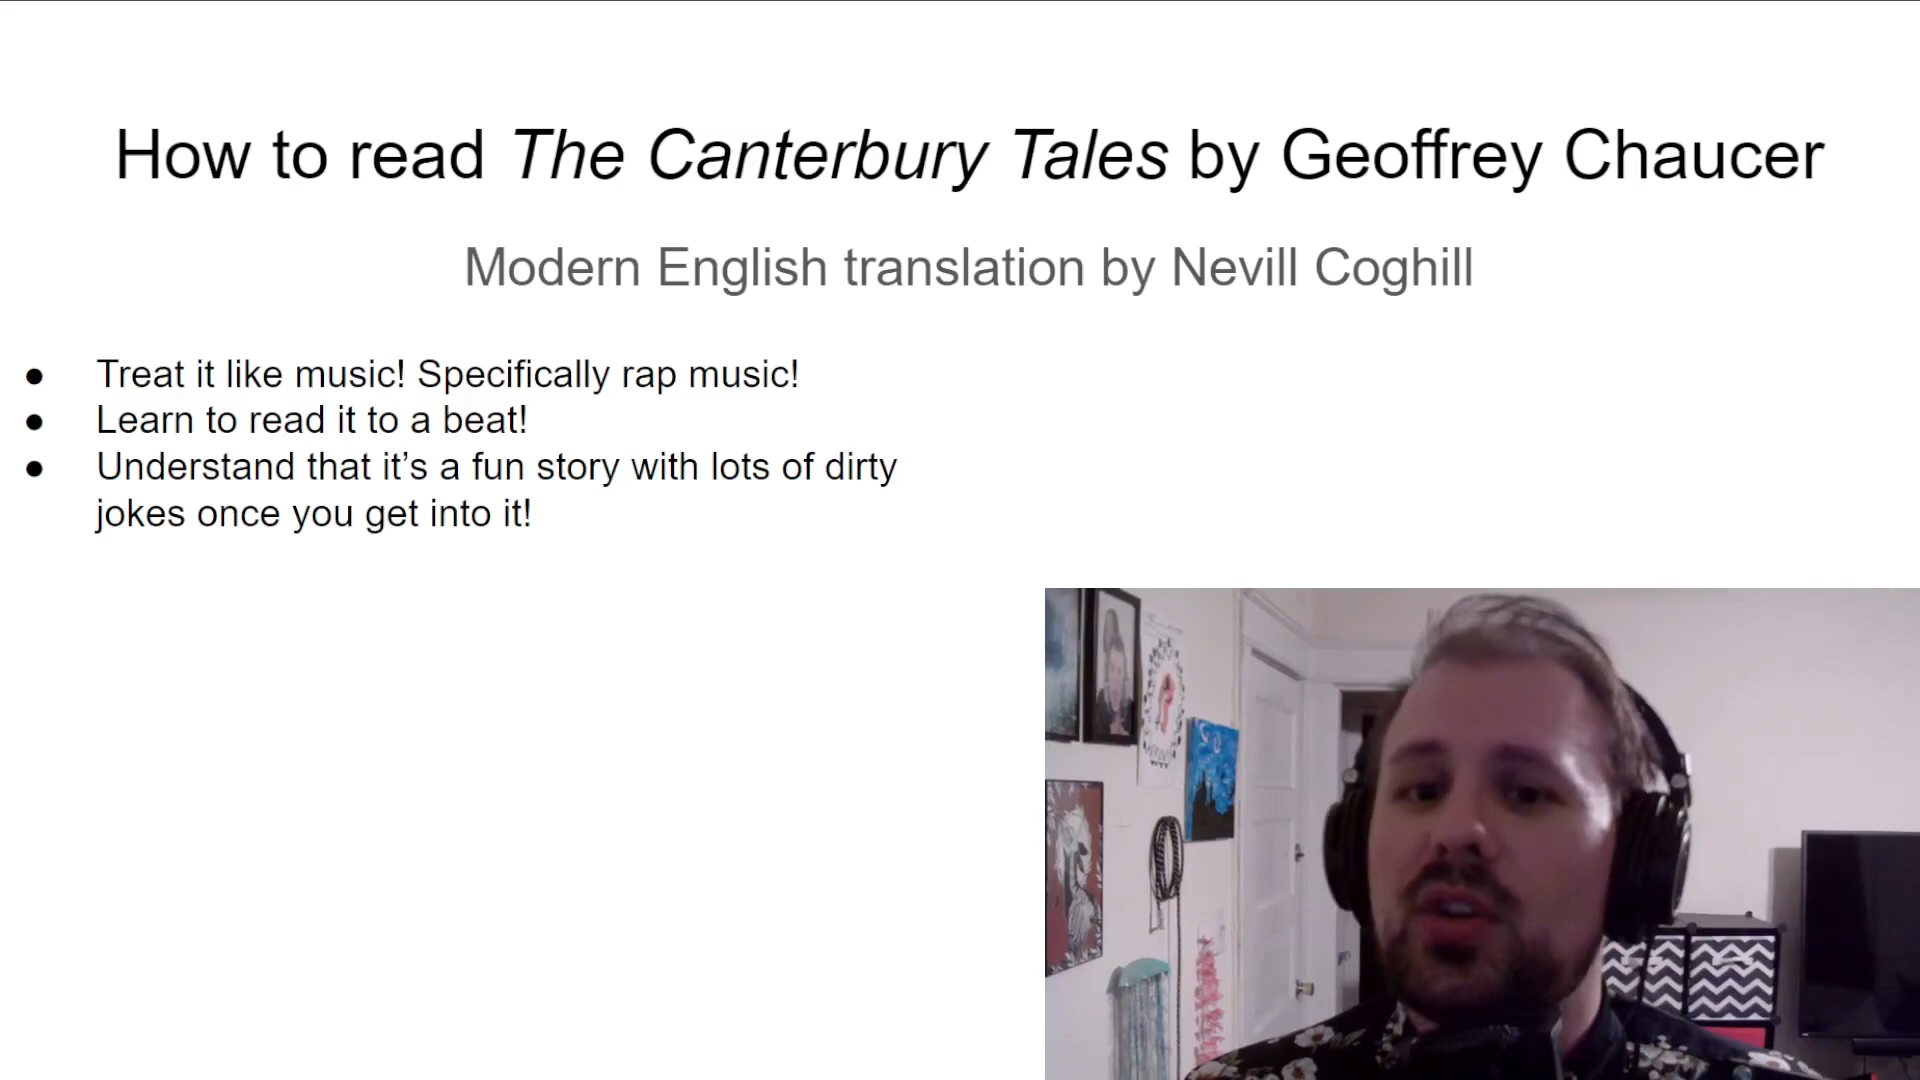 How to read The Canterbury Tales by Geoffrey Chaucer
Modern English translation by Nevill Coghill
● Treat it like music! Specifically rap music!
● Learn to read it to a beat!
● Understand that it’s a fun story with lots of dirty
jokes once you get into it!